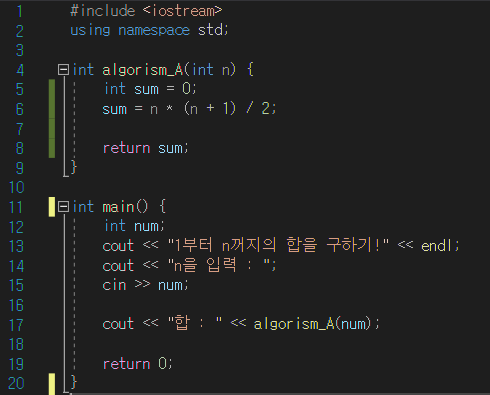 1 #include <iostream>
2 using namespace std;
3
4 int algorism_A(int n) {
5 int sum = 0;
6 sum = n * (n + 1) / 2;
7
8 return sum;
9 }
10
11 int main() {
12 int num;
13 cout << "1부터 n꺼지의 합을 구하기!" << endl;
14 cout << "n을 입력 : ";
15 cin >> num;
16
17 cout << "합 : " << algorism_A(num);
18
19 return 0;
20 }